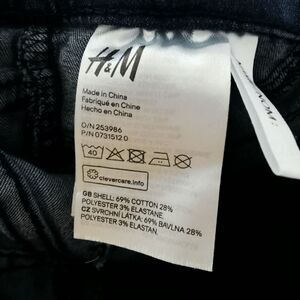 H&M
Made in China
Fabriqué en Chine
Hecho en China
O/N 253986
P/N 0731512 0
40
clevercare.info
GB SHELL: 69% COTTON 28%
POLYESTER 3% ELASTANE.
CZ SVRCHNÍ LÁTKA: 69% BAVLNA 28%
POLYESTER 3% ELASTAN.